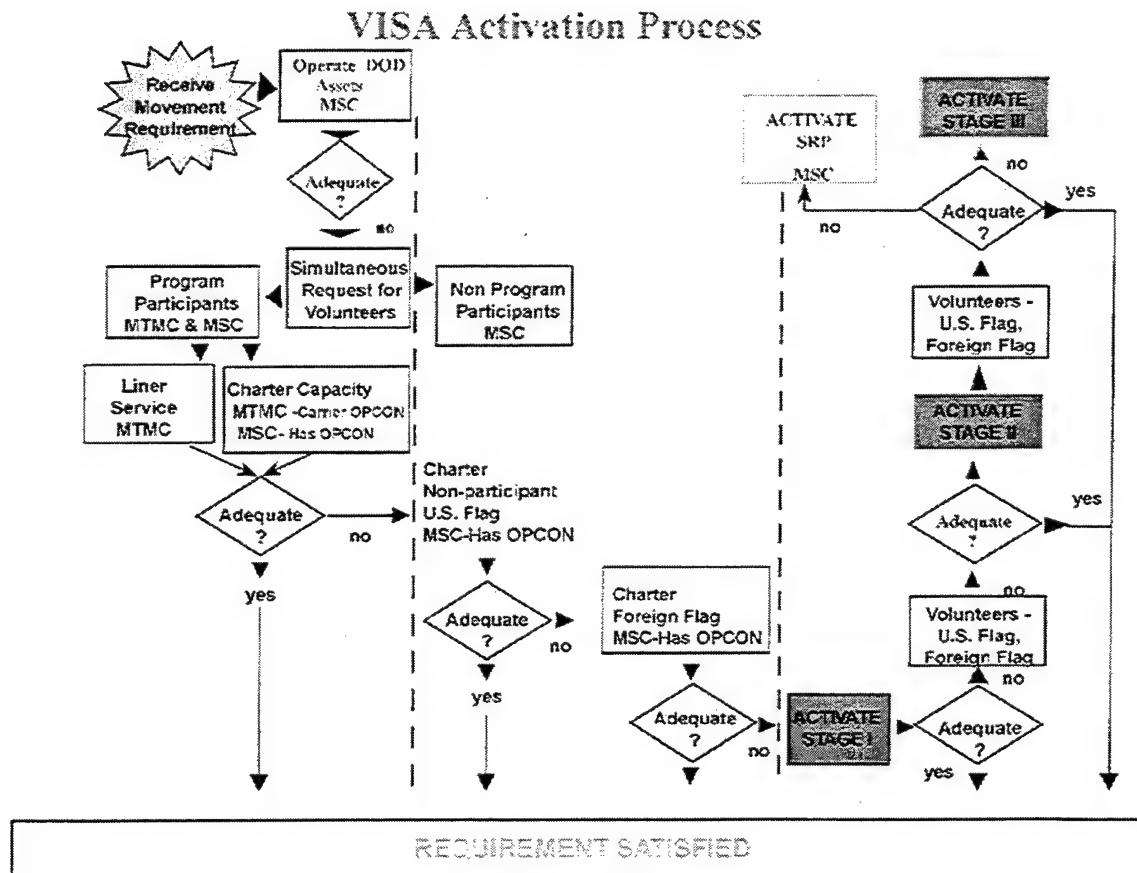 VISA Activation Process
Receive
Movement
Requirement
Operate DOD
Assets
MSC
Adequate
?
no
Simultaneous
Request for
Volunteers
Program
Participants
MTMC & MSC
Non Program
Participants
MSC
Liner
Service
MTMC
Charter Capacity
MTMC -Carrier OPCON
MSC- Has OPCON
Adequate
?
no
yes
Charter
Non-participant
U.S. Flag
MSC-Has OPCON
Adequate
?
no
yes
Charter
Foreign Flag
MSC-Has OPCON
Adequate
?
no
ACTIVATE
STAGE I
Adequate
?
yes
no
Volunteers -
U.S. Flag,
Foreign Flag
no
Adequate
?
yes
ACTIVATE
STAGE II
Volunteers -
U.S. Flag,
Foreign Flag
Adequate
?
yes
no
no
ACTIVATE
SRP
MSC
ACTIVATE
STAGE III
REQUIREMENT SATISFIED